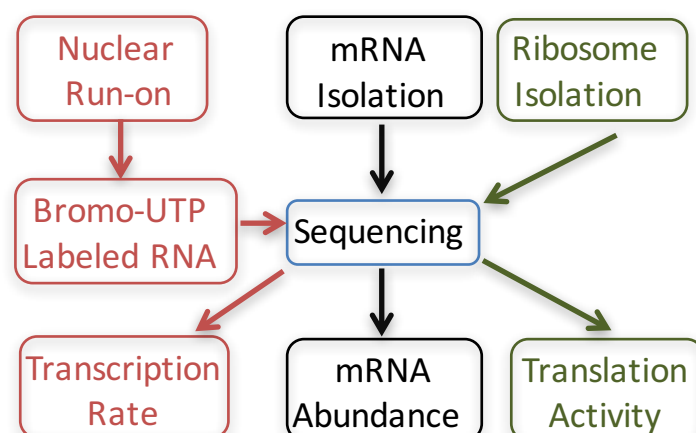 Nuclear
Run-on
mRNA
Isolation
Ribosome
Isolation
Bromo-UTP
Labeled RNA
Sequencing
Transcription
Rate
mRNA
Abundance
Translation
Activity